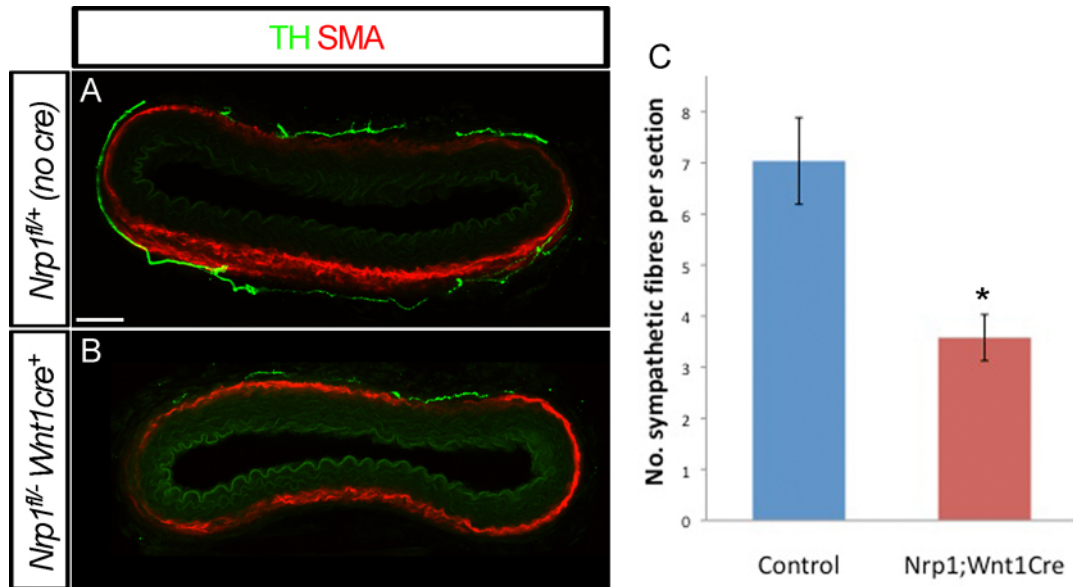 TH SMA
Nrp1fl/+ (no cre)
A
Nrp1fl/- Wnt1cre+
B
C
No. sympathetic fibres per section
8
7
6
5
4
3
2
1
0
*
Control
Nrp1;Wnt1Cre